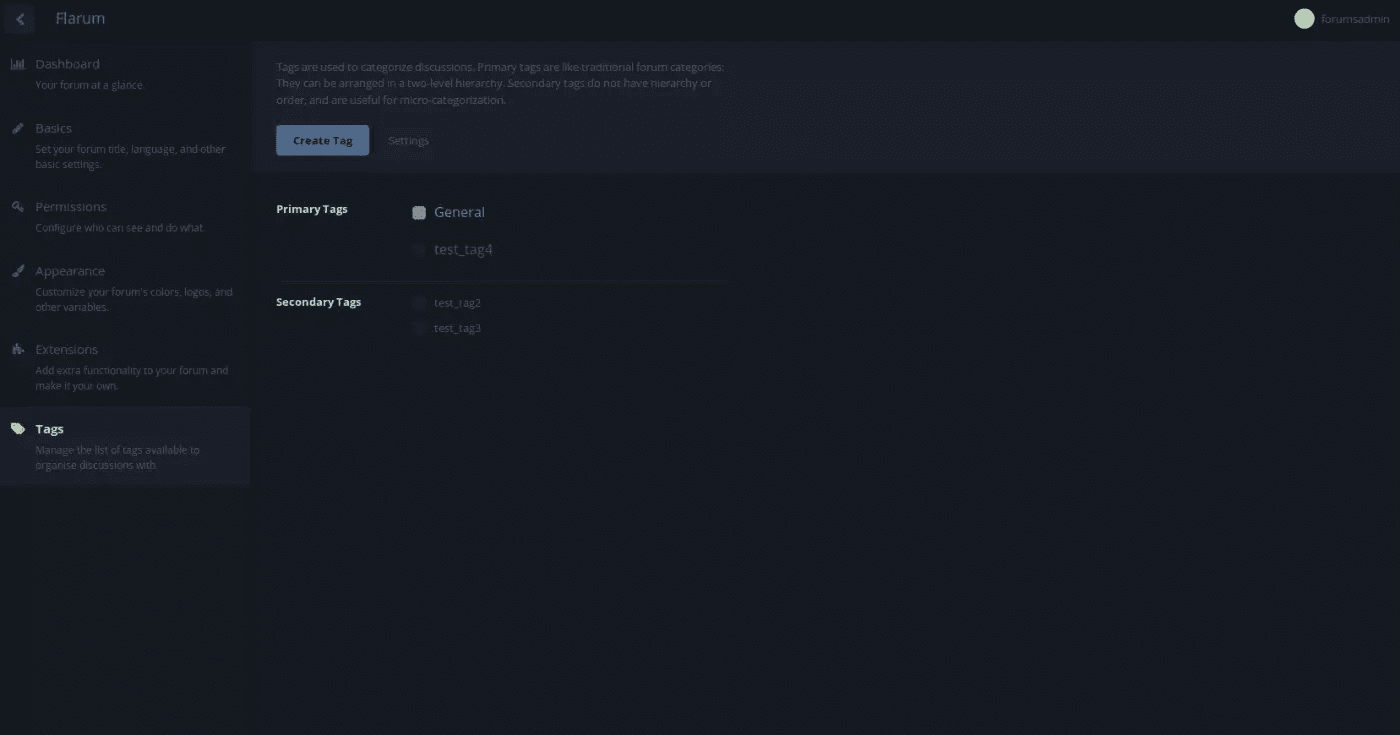 Flarum
forumsadmin
Dashboard
Your forum at a glance.
Basics
Set your forum title, language, and other
basic settings.
Permissions
Configure who can see and do what.
Appearance
Customize your forum's colors, logos, and
other variables.
Extensions
Add extra functionality to your forum and
make it your own.
Tags
Manage the list of tags available to
organise discussions with.
Tags are used to categorize discussions. Primary tags are like traditional forum categories:
They can be arranged in a two-level hierarchy. Secondary tags do not have hierarchy or
order, and are useful for micro-categorization.
Create Tag
Settings
Primary Tags
General
test_tag4
Secondary Tags
test_tag2
test_tag3